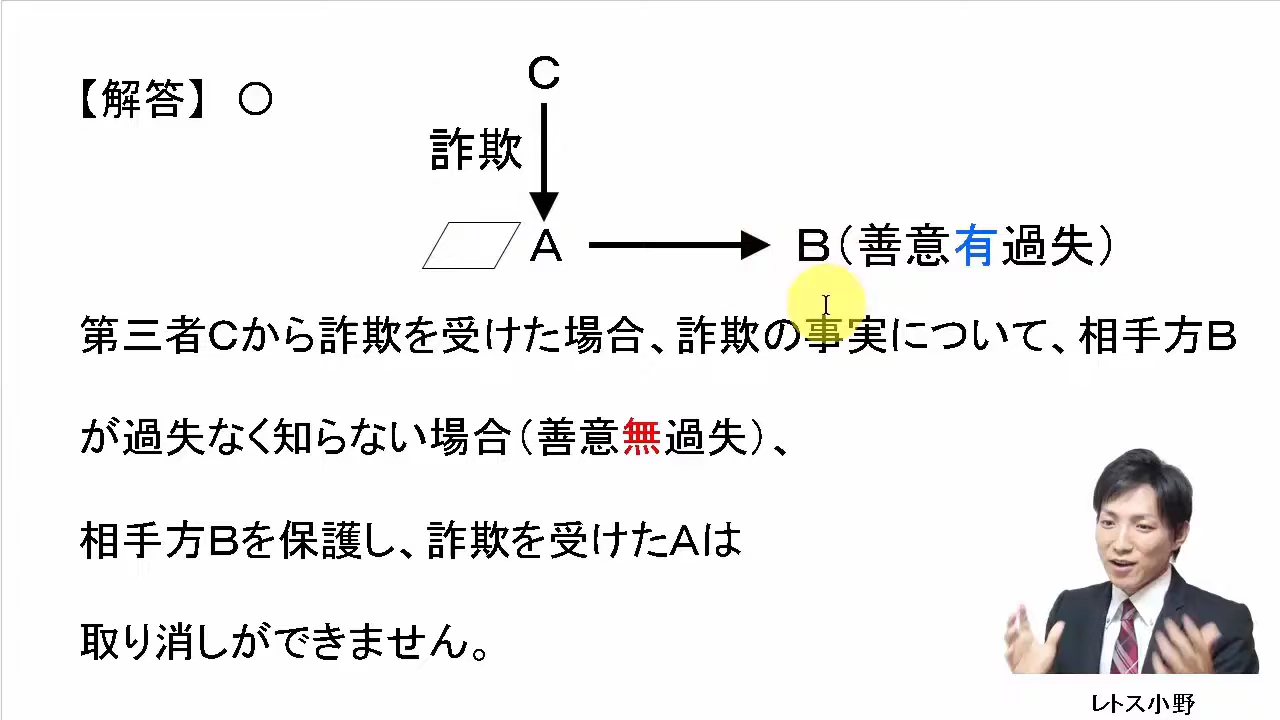 【解答】 ○
C
詐欺
A
B(善意有過失)
第三者Cから詐欺を受けた場合、詐欺の事実について、相手方B
が過失なく知らない場合(善意無過失)、
相手方Bを保護し、詐欺を受けたAは
取り消しができません。
レトス小野